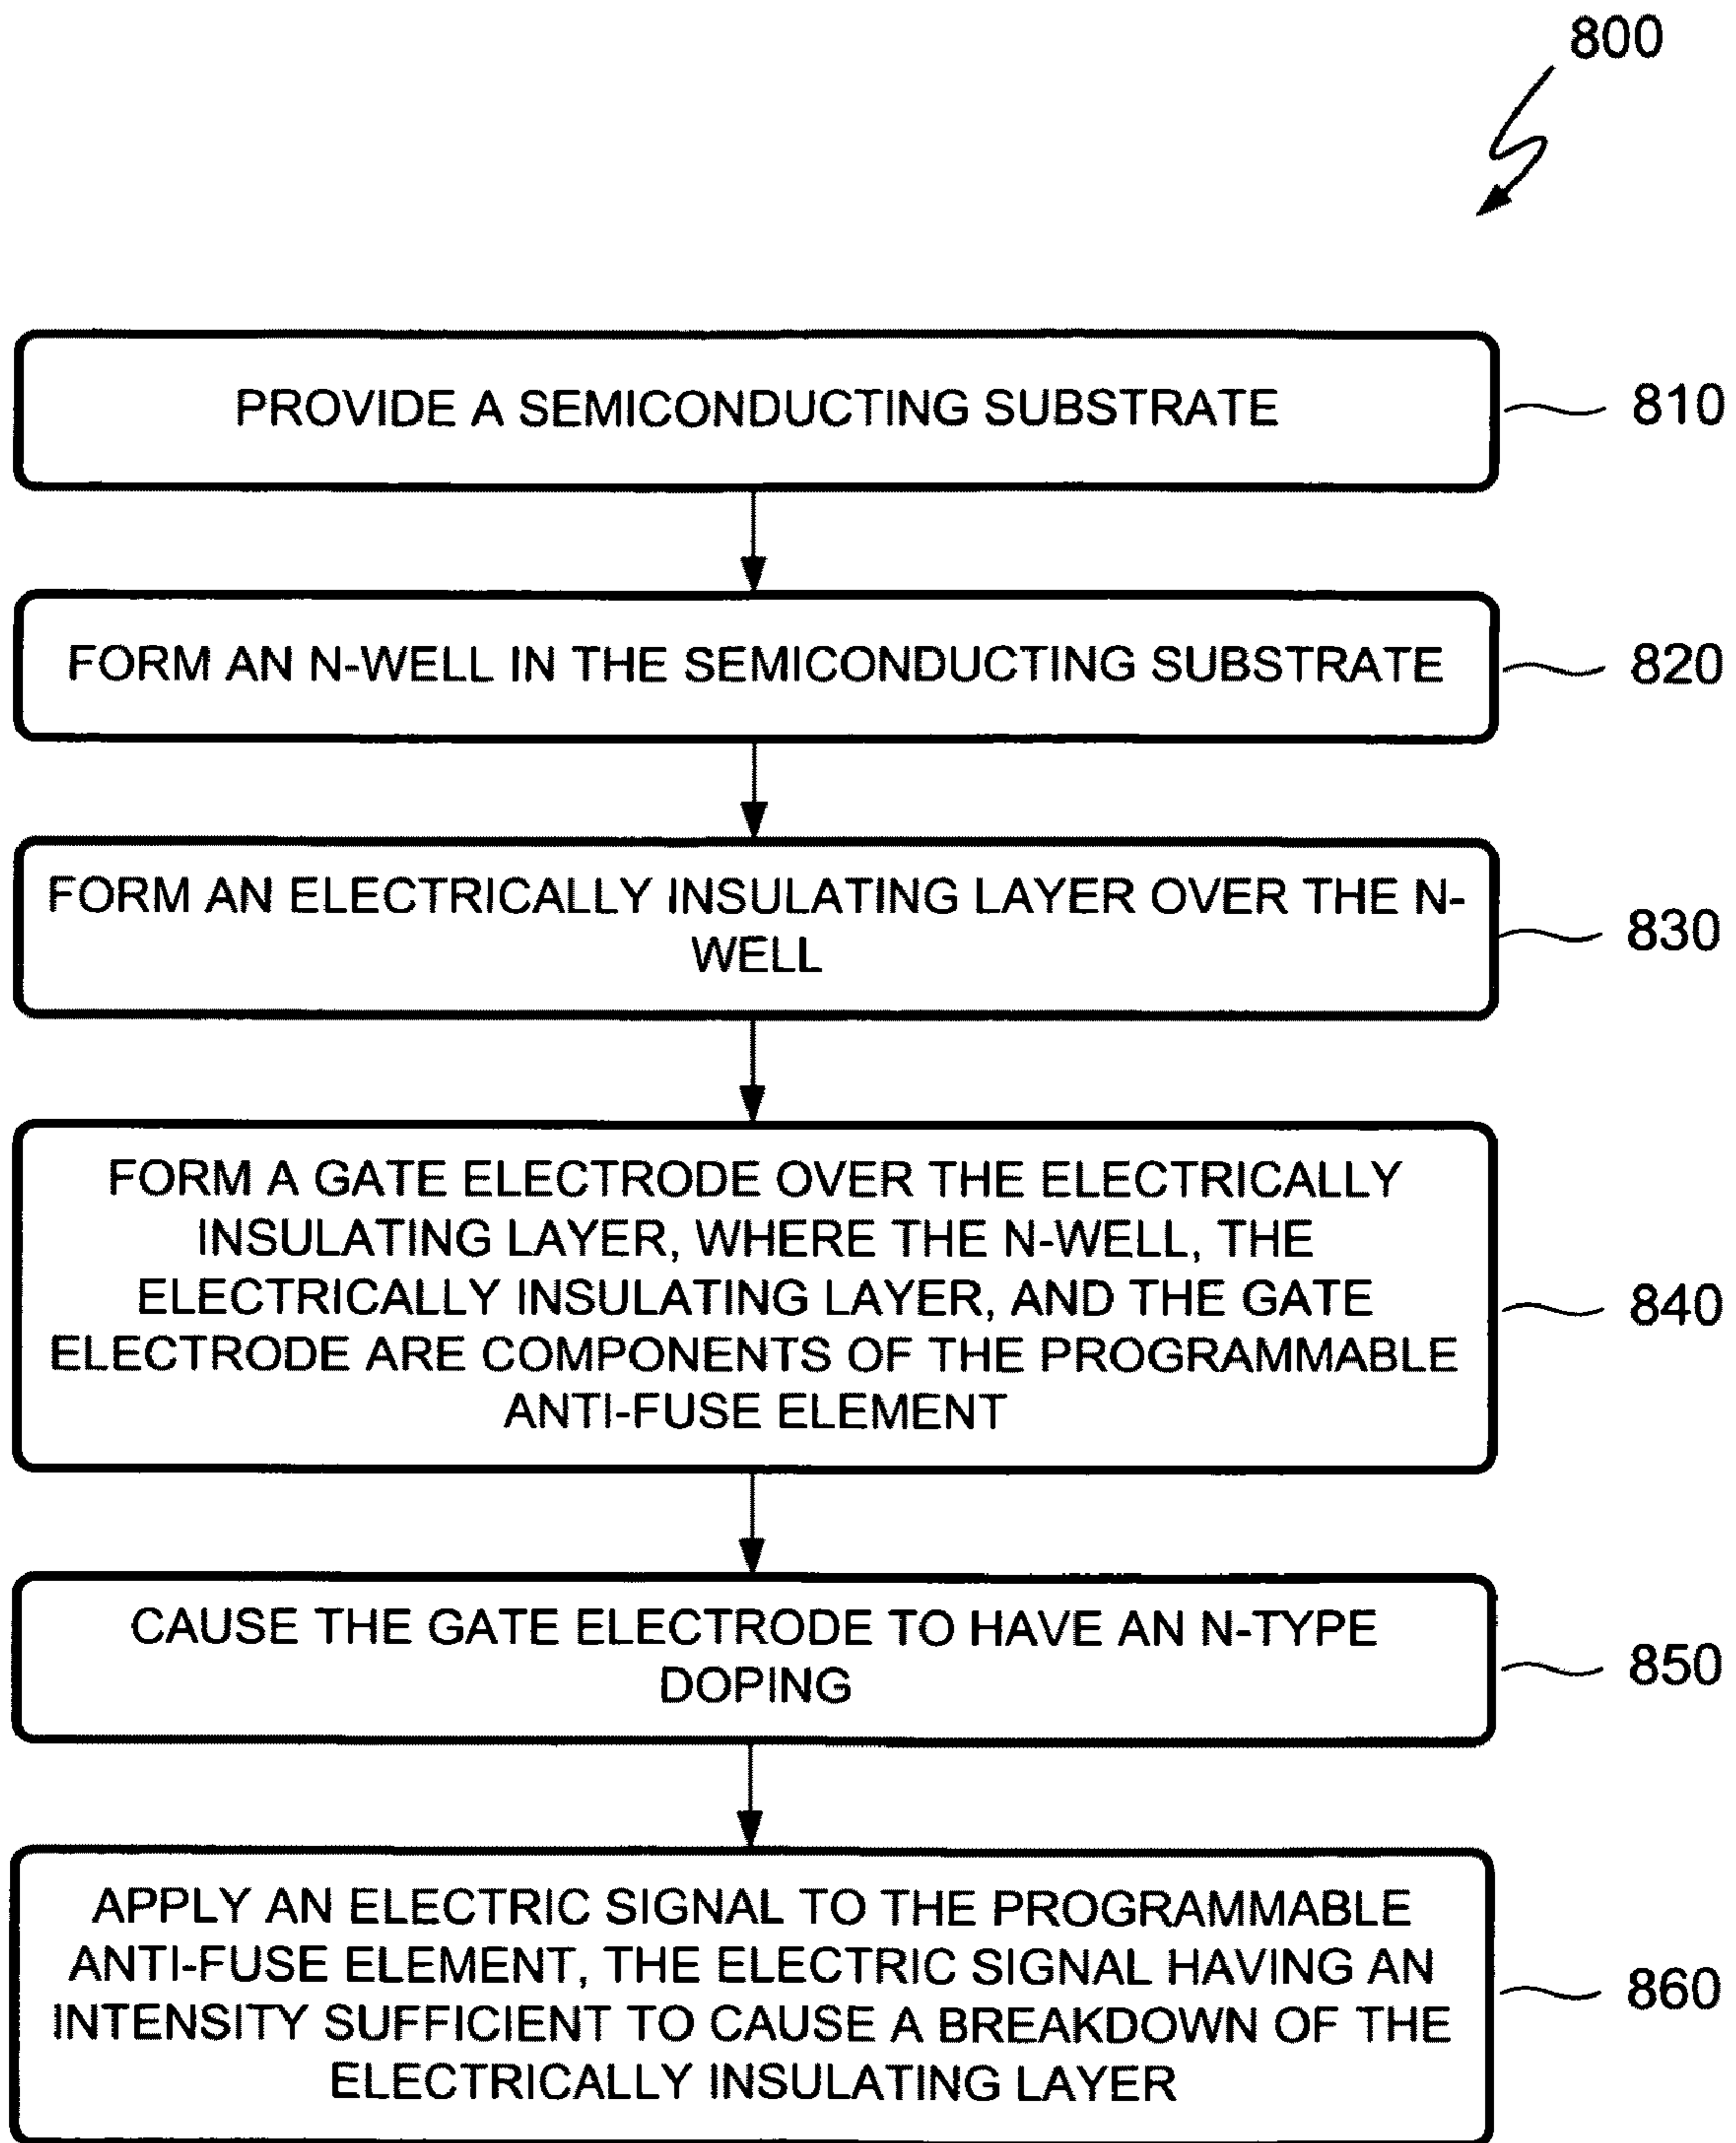 800
PROVIDE A SEMICONDUCTING SUBSTRATE
810
FORM AN N-WELL IN THE SEMICONDUCTING SUBSTRATE
820
FORM AN ELECTRICALLY INSULATING LAYER OVER THE N-
WELL
830
FORM A GATE ELECTRODE OVER THE ELECTRICALLY
INSULATING LAYER, WHERE THE N-WELL, THE
ELECTRICALLY INSULATING LAYER, AND THE GATE
ELECTRODE ARE COMPONENTS OF THE PROGRAMMABLE
ANTI-FUSE ELEMENT
840
CAUSE THE GATE ELECTRODE TO HAVE AN N-TYPE
DOPING
850
APPLY AN ELECTRIC SIGNAL TO THE PROGRAMMABLE
ANTI-FUSE ELEMENT, THE ELECTRIC SIGNAL HAVING AN
INTENSITY SUFFICIENT TO CAUSE A BREAKDOWN OF THE
ELECTRICALLY INSULATING LAYER
860